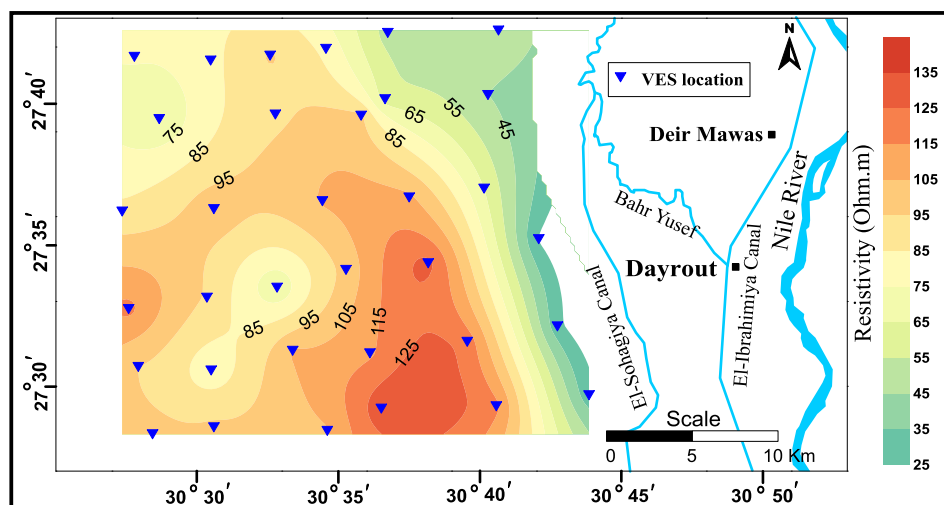 N
VES location
Deir Mawas
Bahr Yusef
Nile River
Dayrout
El-Sohagiya Canal
El-Ibrahimiya Canal
Scale
0 5 10 Km
75
85
95
65
55
45
85
85
95
105
115
125
27° 40′
27° 35′
27° 30′
30° 30′
30° 35′
30° 40′
30° 45′
30° 50′
Resistivity (Ohm.m)
135
125
115
105
95
85
75
65
55
45
35
25